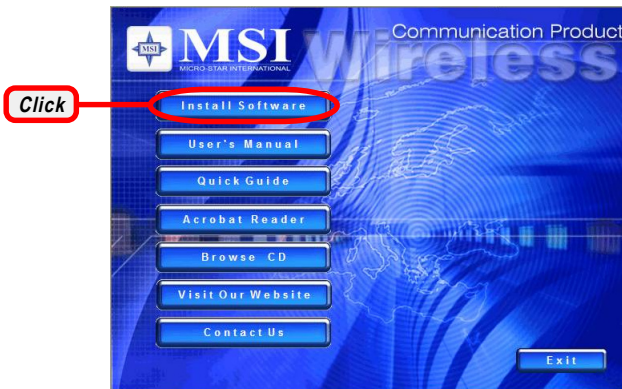 MSI
MSI
MICRO-STAR INTERNATIONAL
Communication Product
Wireless
Click
Install Software
User's Manual
Quick Guide
Acrobat Reader
Browse CD
Visit Our Website
Contact Us
Exit